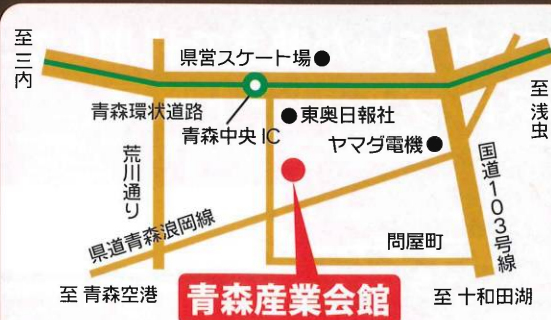 至三内
県営スケート場
青森環状道路
青森中央IC
東奥日報社
ヤマダ電機
至浅虫
荒川通り
国道103号線
県道青森浪岡線
問屋町
至 青森空港
青森産業会館
至 十和田湖